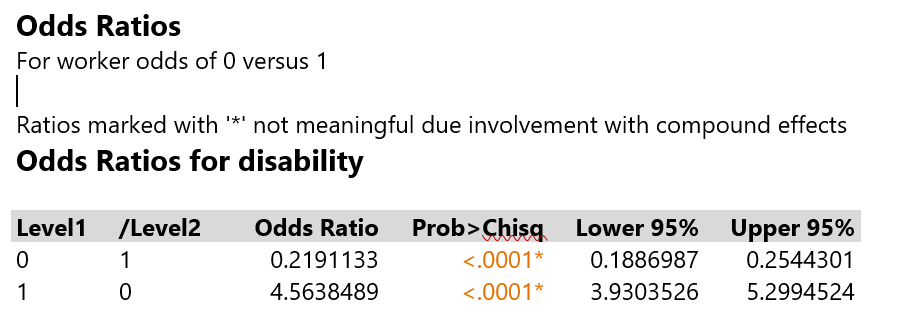 Odds Ratios
For worker odds of 0 versus 1
Ratios marked with '*' not meaningful due involvement with compound effects
Odds Ratios for disability
Level1 /Level2 Odds Ratio Prob>Chisq Lower 95% Upper 95%
0 1 0.2191133 <.0001* 0.1886987 0.2544301
1 0 4.5638489 <.0001* 3.9303526 5.2994524